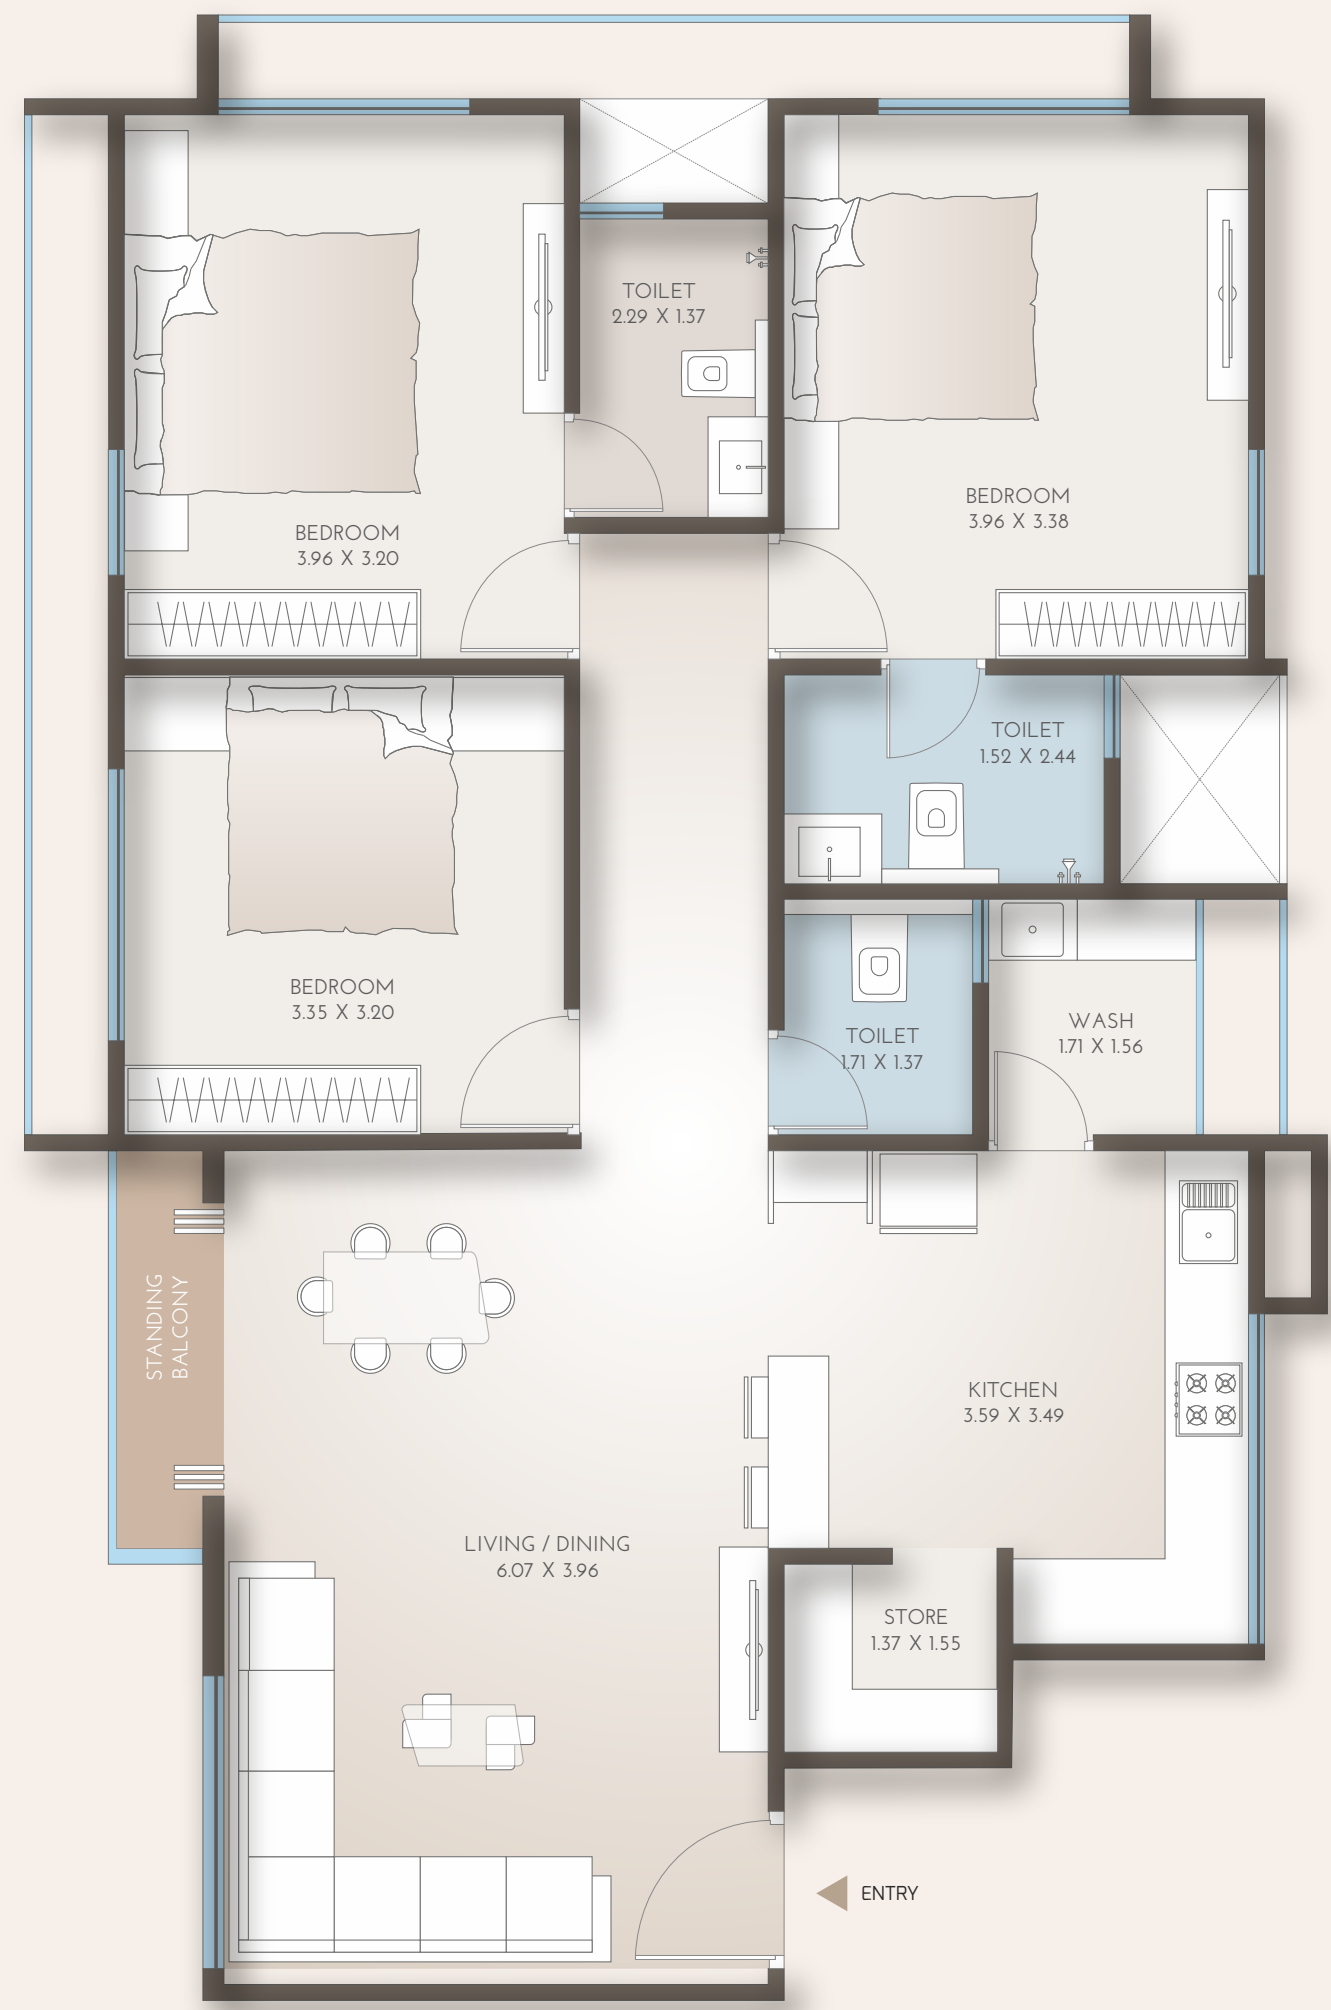 TOILET
2.29 X 1.37
BEDROOM
3.96 X 3.20
BEDROOM
3.96 X 3.38
TOILET
1.52 X 2.44
BEDROOM
3.35 X 3.20
TOILET
1.71 X 1.37
WASH
1.71 X 1.56
STANDING
BALCONY
KITCHEN
3.59 X 3.49
LIVING / DINING
6.07 X 3.96
STORE
1.37 X 1.55
ENTRY